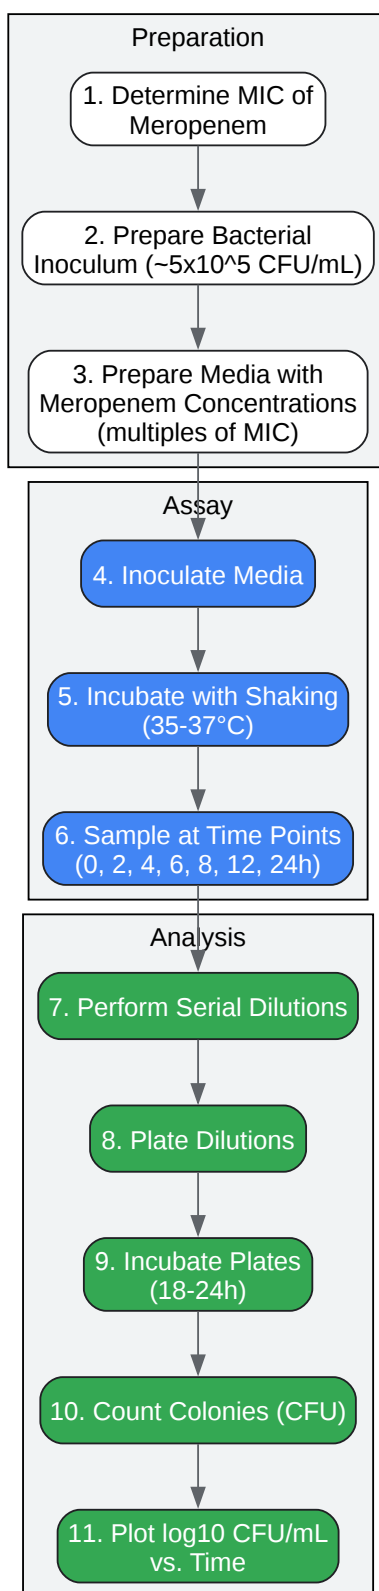 Preparation
1. Determine MIC of
Meropenem
2. Prepare Bacterial
Inoculum (~5x10^5 CFU/mL)
3. Prepare Media with
Meropenem Concentrations
(multiples of MIC)
Assay
4. Inoculate Media
5. Incubate with Shaking
(35-37°C)
6. Sample at Time Points
(0, 2, 4, 6, 8, 12, 24h)
Analysis
7. Perform Serial Dilutions
8. Plate Dilutions
9. Incubate Plates
(18-24h)
10. Count Colonies (CFU)
11. Plot log10 CFU/mL
vs. Time